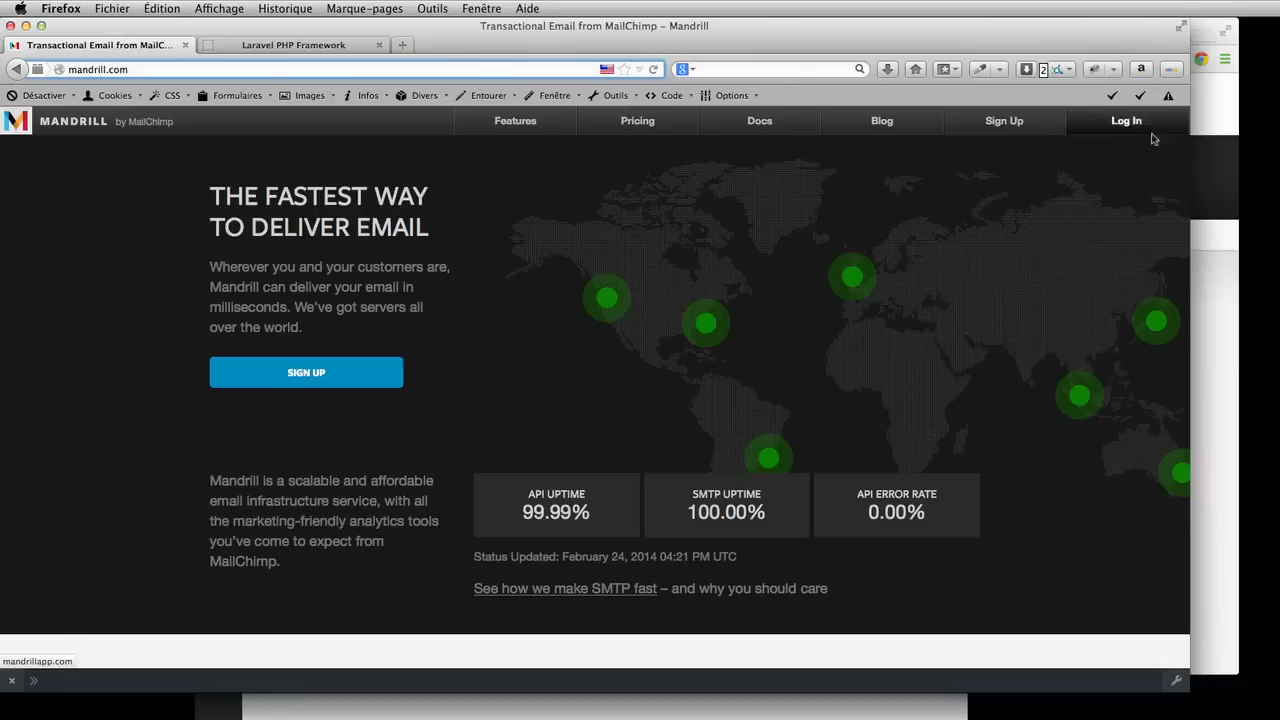 Firefox Fichier Édition Affichage Historique Marque-pages Outils Fenêtre Aide
Transactional Email from MailChimp – Mandrill
Transactional Email from MailC... Laravel PHP Framework
mandrill.com
2 a
Désactiver Cookies CSS Formulaires Images Infos Divers Entourer Fenêtre Outils Code Options
MANDRILL by MailChimp Features Pricing Docs Blog Sign Up Log In
THE FASTEST WAY
TO DELIVER EMAIL
Wherever you and your customers are,
Mandrill can deliver your email in
milliseconds. We've got servers all
over the world.
SIGN UP
Mandrill is a scalable and affordable
email infrastructure service, with all
the marketing-friendly analytics tools
you've come to expect from
MailChimp.
API UPTIME
99.99%
SMTP UPTIME
100.00%
API ERROR RATE
0.00%
Status Updated: February 24, 2014 04:21 PM UTC
See how we make SMTP fast – and why you should care
mandrillapp.com